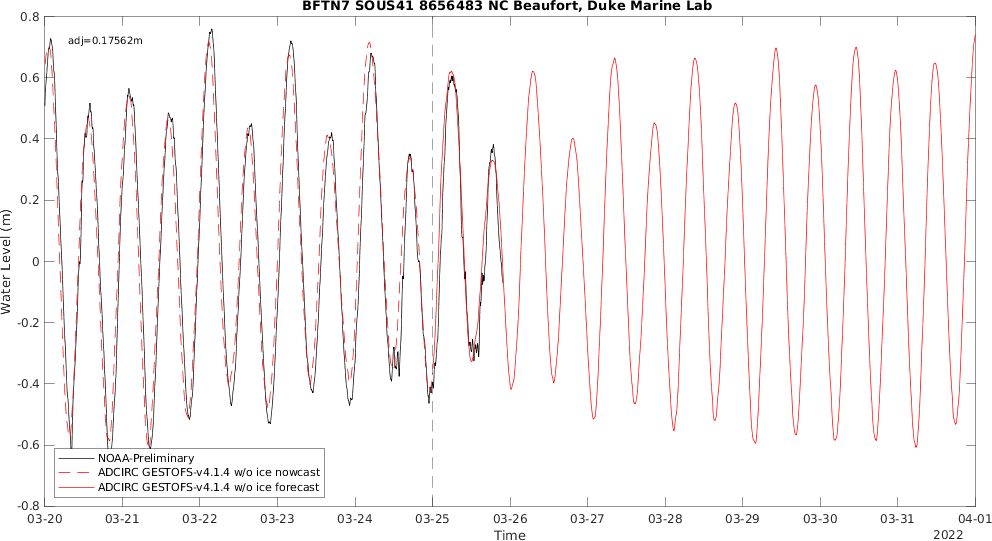 BFTN7 SOUS41 8656483 NC Beaufort, Duke Marine Lab
adj=0.17562m
0.8
0.6
0.4
0.2
0
-0.2
-0.4
-0.6
-0.8
Water Level (m)
NOAA-Preliminary
ADCIRC GESTOFS-v4.1.4 w/o ice nowcast
ADCIRC GESTOFS-v4.1.4 w/o ice forecast
03-20 03-21 03-22 03-23 03-24 03-25 03-26 03-27 03-28 03-29 03-30 03-31 04-01
Time
2022